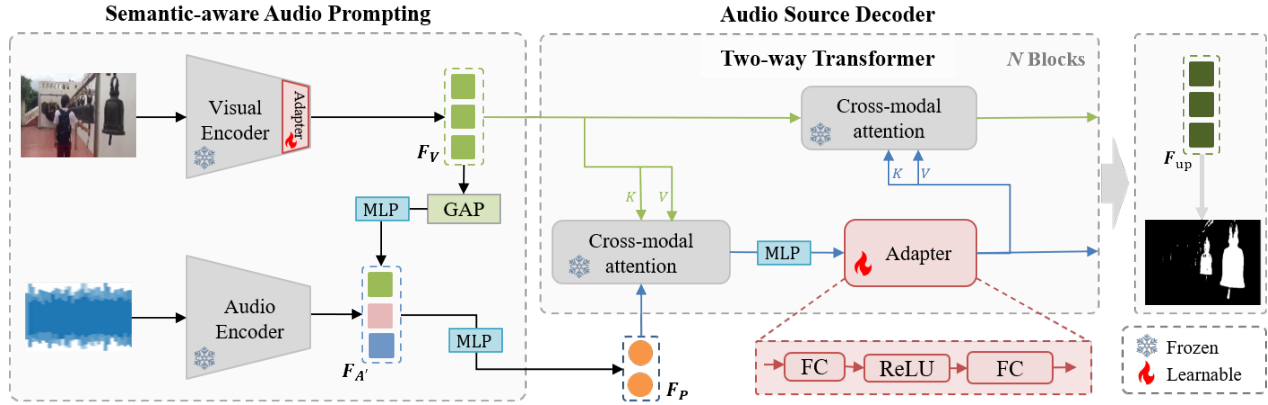 Semantic-aware Audio Prompting
Audio Source Decoder
Two-way Transformer
N Blocks
Visual
Encoder
Adapter
F_V
GAP
MLP
Audio
Encoder
F_A'
MLP
F_P
Cross-modal
attention
K
V
Cross-modal
attention
K
V
MLP
Adapter
FC
ReLU
FC
F_up
Frozen
Learnable